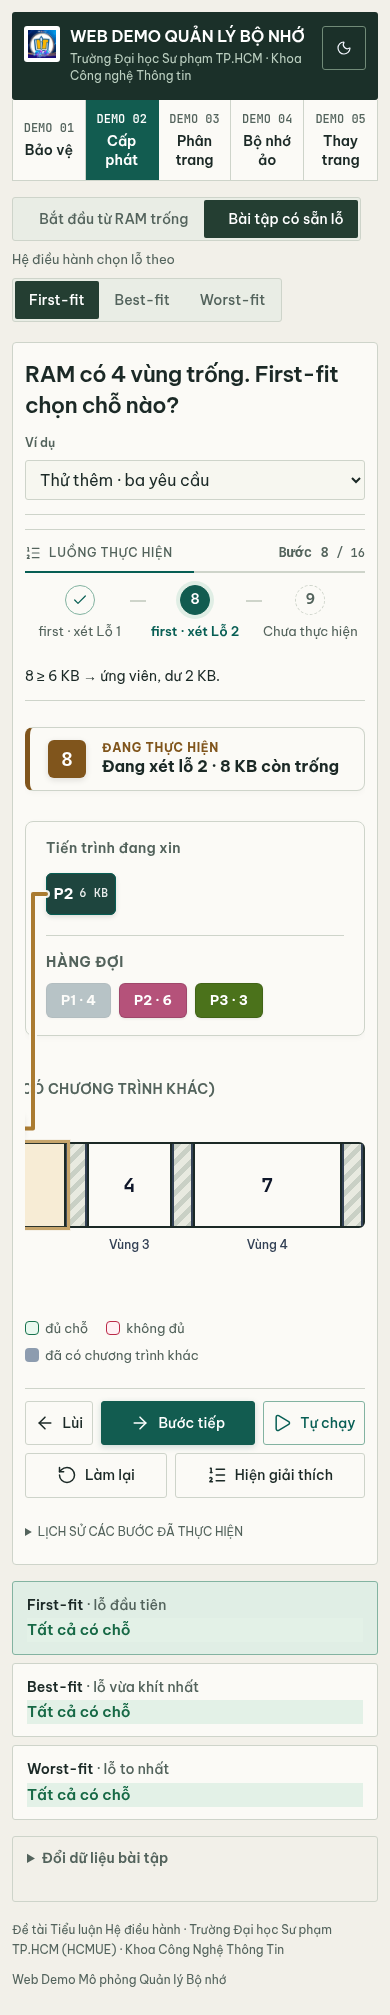 WEB DEMO QUẢN LÝ BỘ NHỚ
Trường Đại học Sư phạm TP.HCM · Khoa
Công nghệ Thông tin
DEMO 01
Bảo vệ
DEMO 02
Cấp
phát
DEMO 03
Phân
trang
DEMO 04
Bộ nhớ
ảo
DEMO 05
Thay
trang
Bắt đầu từ RAM trống
Bài tập có sẵn lỗ
Hệ điều hành chọn lỗ theo
First-fit
Best-fit
Worst-fit
RAM có 4 vùng trống. First-fit
chọn chỗ nào?
Ví dụ
Thử thêm · ba yêu cầu
LUỒNG THỰC HIỆN
Bước 8 / 16
8
9
first · xét Lỗ 1
first · xét Lỗ 2
Chưa thực hiện
8 ≥ 6 KB → ứng viên, dư 2 KB.
8
ĐANG THỰC HIỆN
Đang xét lỗ 2 · 8 KB còn trống
Tiến trình đang xin
P2 6 KB
HÀNG ĐỢI
P1 · 4
P2 · 6
P3 · 3
CÓ CHƯƠNG TRÌNH KHÁC)
4
7
Vùng 3
Vùng 4
đủ chỗ
không đủ
đã có chương trình khác
Lùi
Bước tiếp
Tự chạy
Làm lại
Hiện giải thích
LỊCH SỬ CÁC BƯỚC ĐÃ THỰC HIỆN
First-fit · lỗ đầu tiên
Tất cả có chỗ
Best-fit · lỗ vừa khít nhất
Tất cả có chỗ
Worst-fit · lỗ to nhất
Tất cả có chỗ
Đổi dữ liệu bài tập
Đề tài Tiểu luận Hệ điều hành · Trường Đại học Sư phạm
TP.HCM (HCMUE) · Khoa Công Nghệ Thông Tin
Web Demo Mô phỏng Quản lý Bộ nhớ